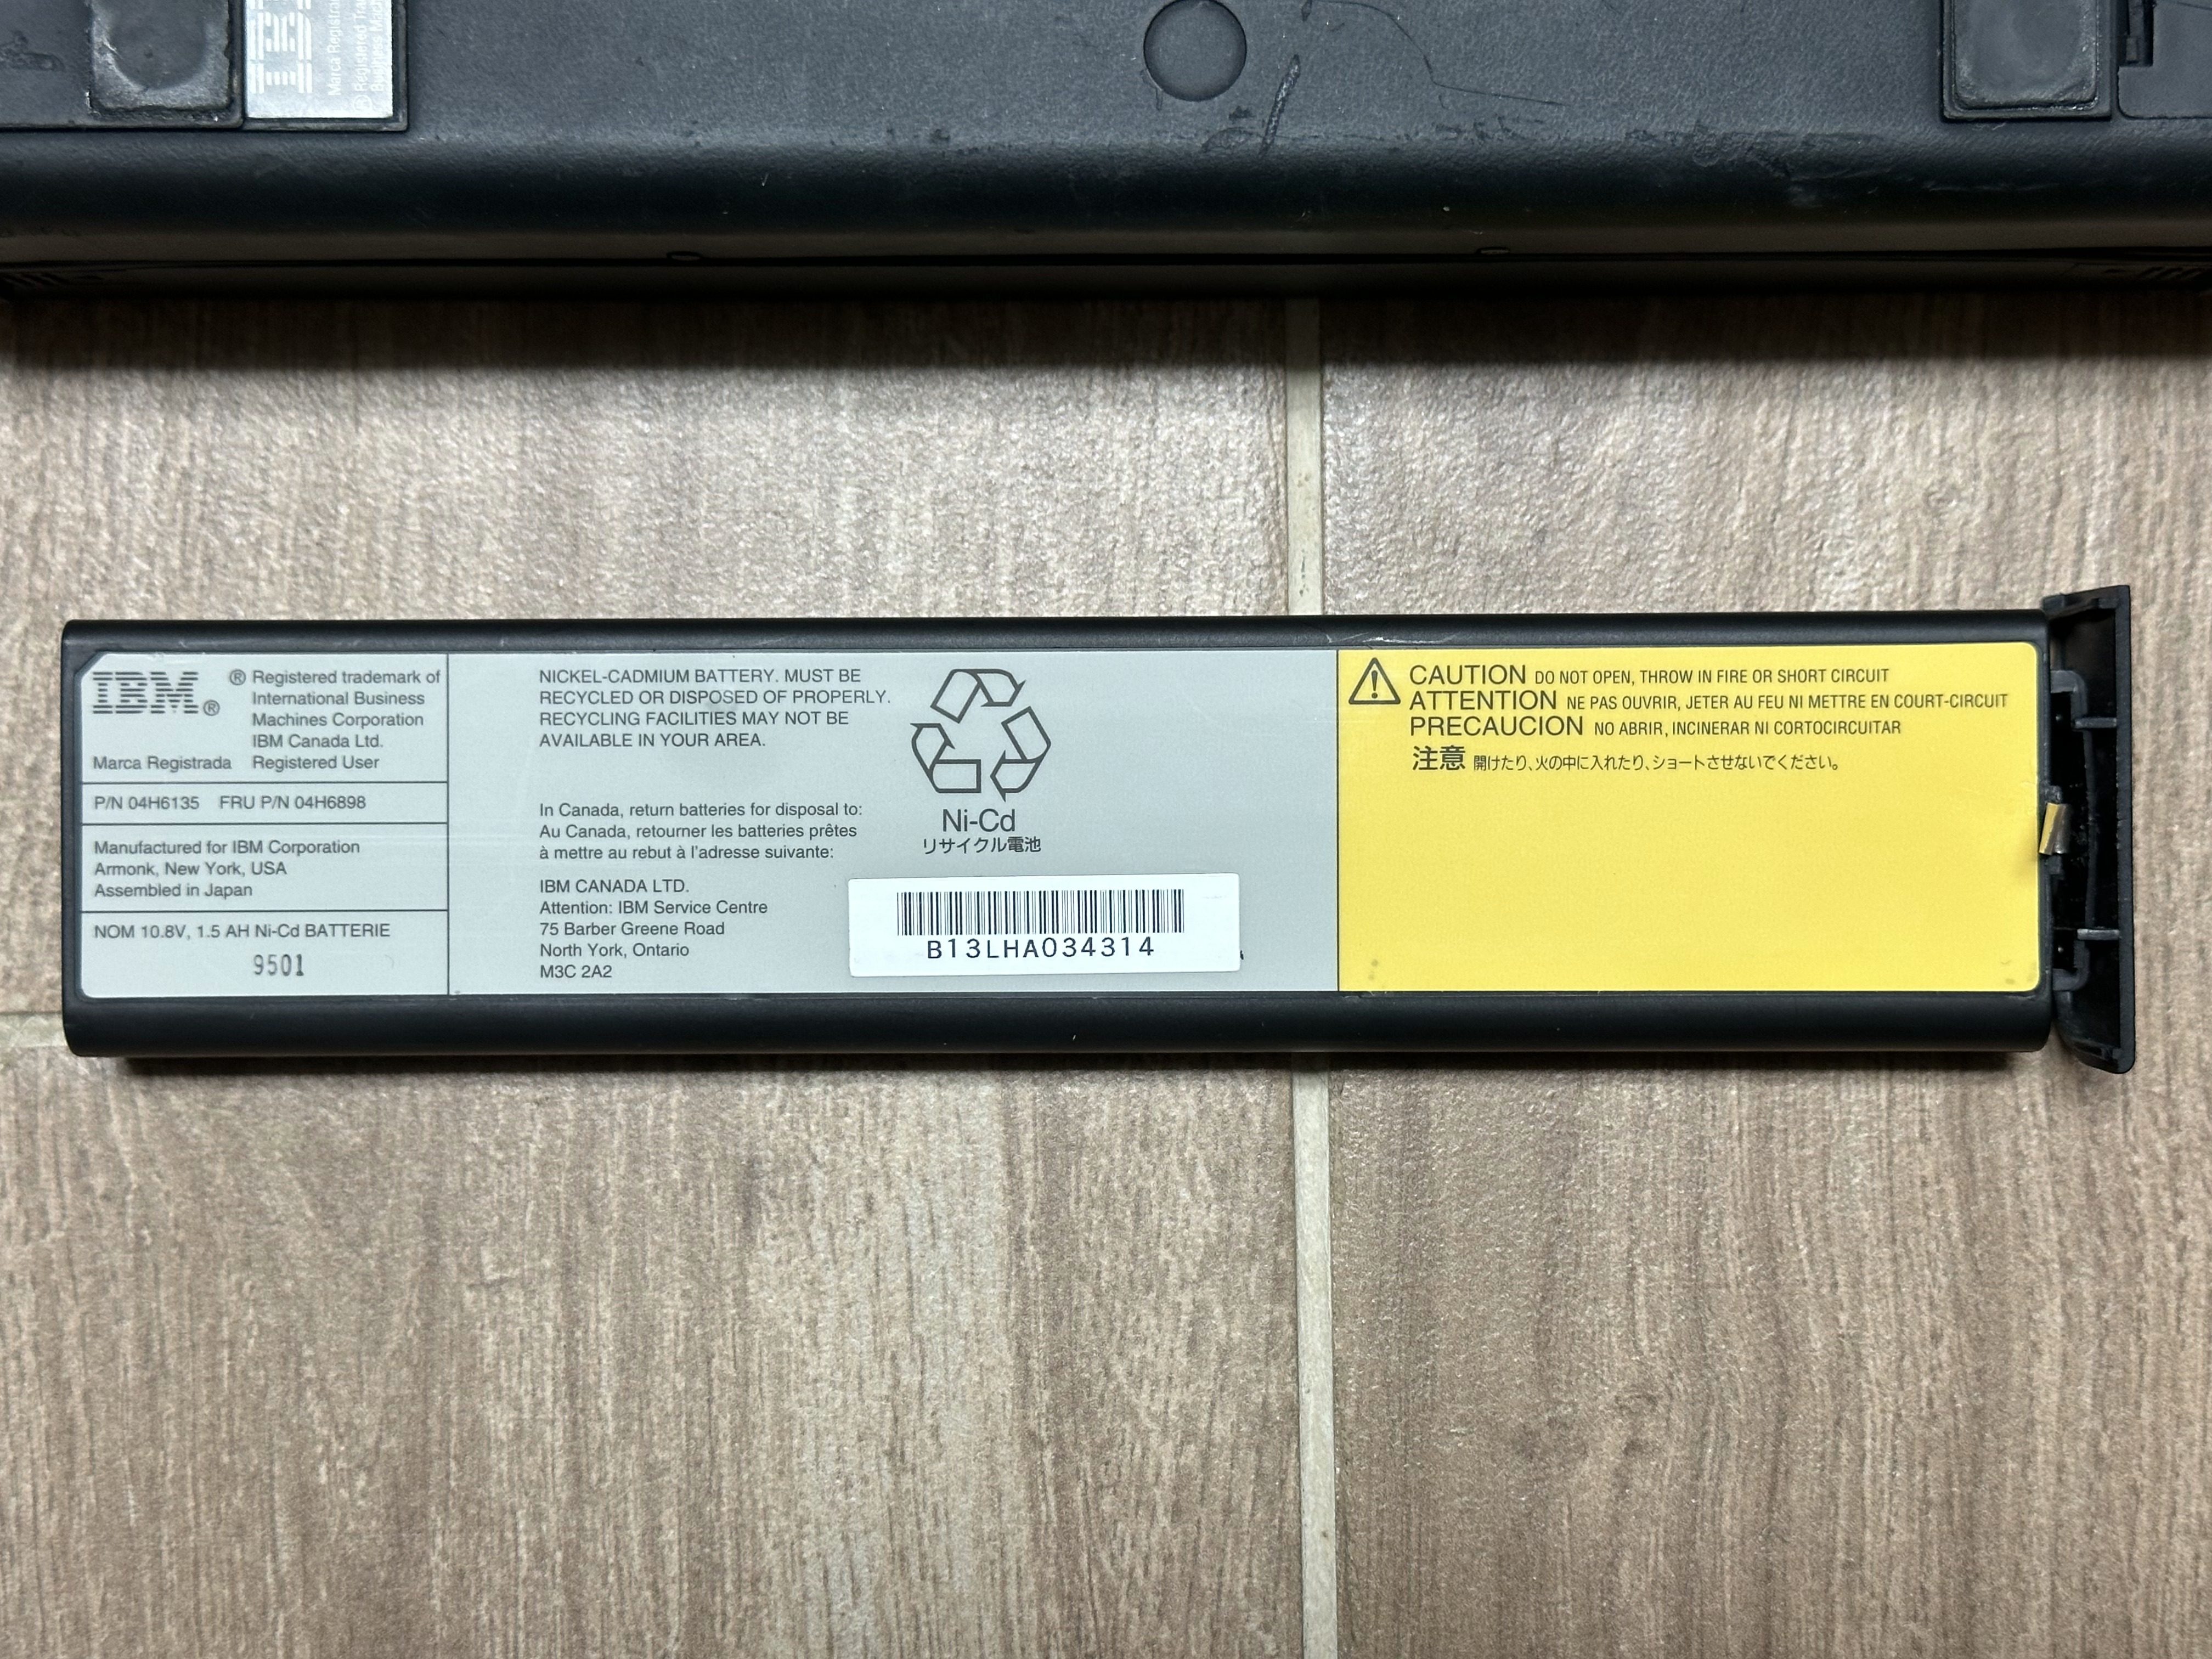 IBM
Marca Registrada
® Registered Tra
Business Mach
IBM®
® Registered trademark of
International Business
Machines Corporation
IBM Canada Ltd.
Marca Registrada Registered User
P/N 04H6135 FRU P/N 04H6898
Manufactured for IBM Corporation
Armonk, New York, USA
Assembled in Japan
NOM 10.8V, 1.5 AH Ni-Cd BATTERIE
9501
NICKEL-CADMIUM BATTERY. MUST BE
RECYCLED OR DISPOSED OF PROPERLY.
RECYCLING FACILITIES MAY NOT BE
AVAILABLE IN YOUR AREA.
In Canada, return batteries for disposal to:
Au Canada, retourner les batteries prêtes
à mettre au rebut à l'adresse suivante:
IBM CANADA LTD.
Attention: IBM Service Centre
75 Barber Greene Road
North York, Ontario
M3C 2A2
Ni-Cd
リサイクル電池
B13LHA034314
CAUTION DO NOT OPEN, THROW IN FIRE OR SHORT CIRCUIT
ATTENTION NE PAS OUVRIR, JETER AU FEU NI METTRE EN COURT-CIRCUIT
PRECAUCION NO ABRIR, INCINERAR NI CORTOCIRCUITAR
注意 開けたり、火の中に入れたり、ショートさせないでください。